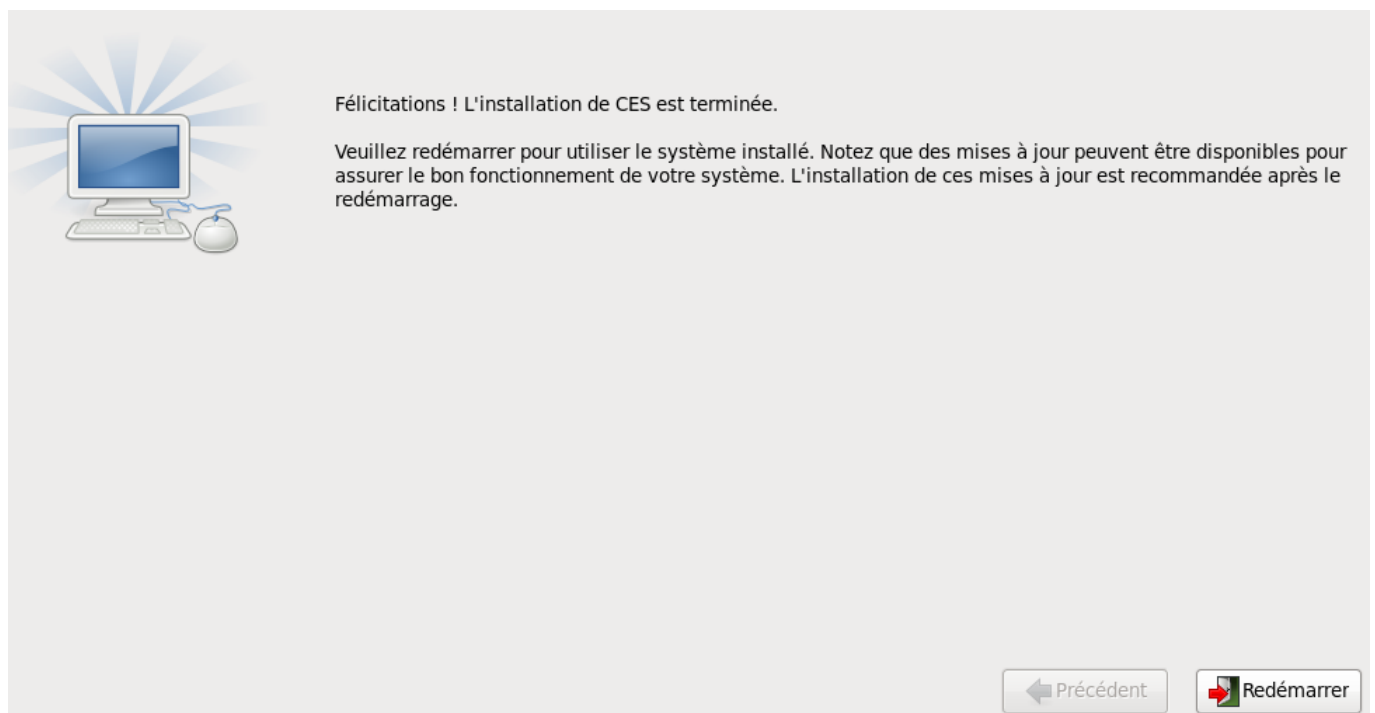 Félicitations ! L'installation de CES est terminée.
Veuillez redémarrer pour utiliser le système installé. Notez que des mises à jour peuvent être disponibles pour
assurer le bon fonctionnement de votre système. L'installation de ces mises à jour est recommandée après le
redémarrage.
Précédent
Redémarrer